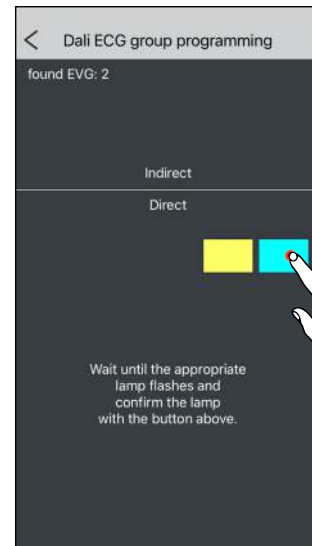 Dali ECG group programming
found EVG: 2
Indirect
Direct
Wait until the appropriate
lamp flashes and
confirm the lamp
with the button above.